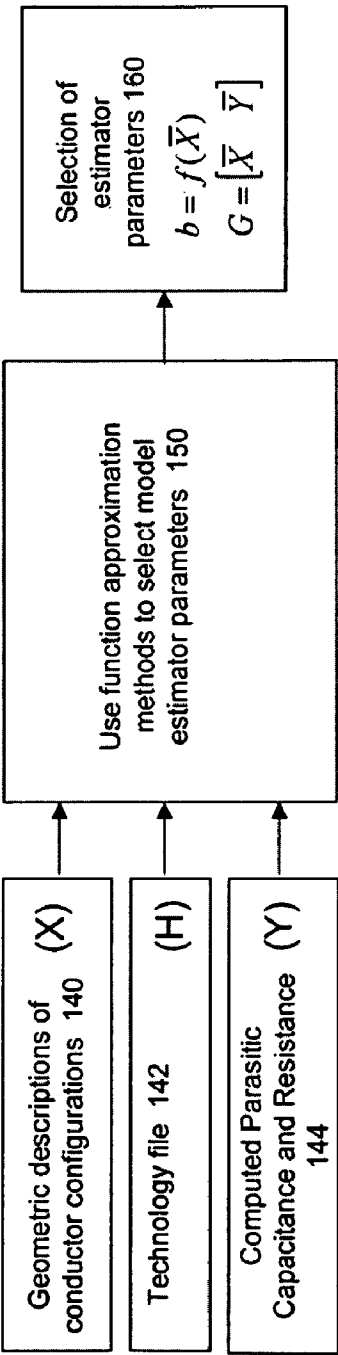 Geometric descriptions of
conductor configurations 140
(X)
Technology file 142
(H)
Computed Parasitic
Capacitance and Resistance
144
(Y)
Use function approximation
methods to select model
estimator parameters 150
Selection of
estimator
parameters 160
b = f(X̅)
G = [X̅ Y̅]